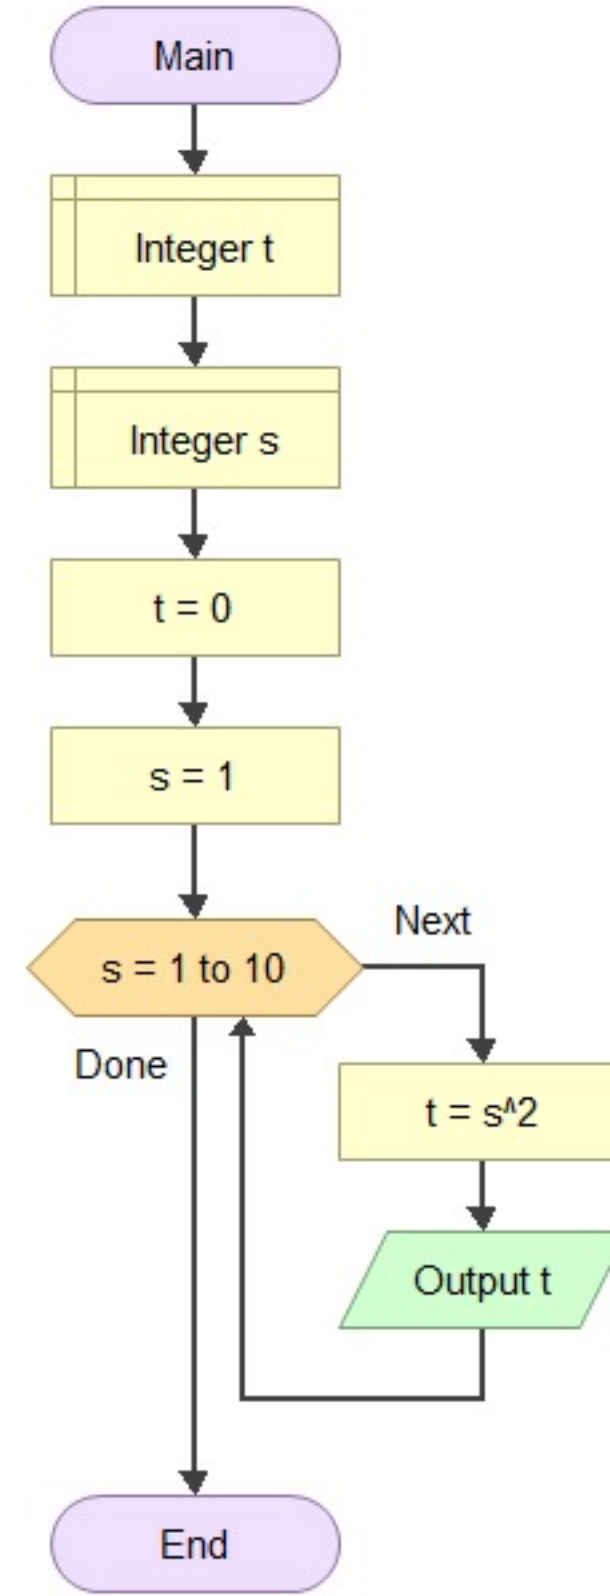 Main
Integer t
Integer s
t = 0
s = 1
s = 1 to 10
Next
Done
t = s^2
Output t
End